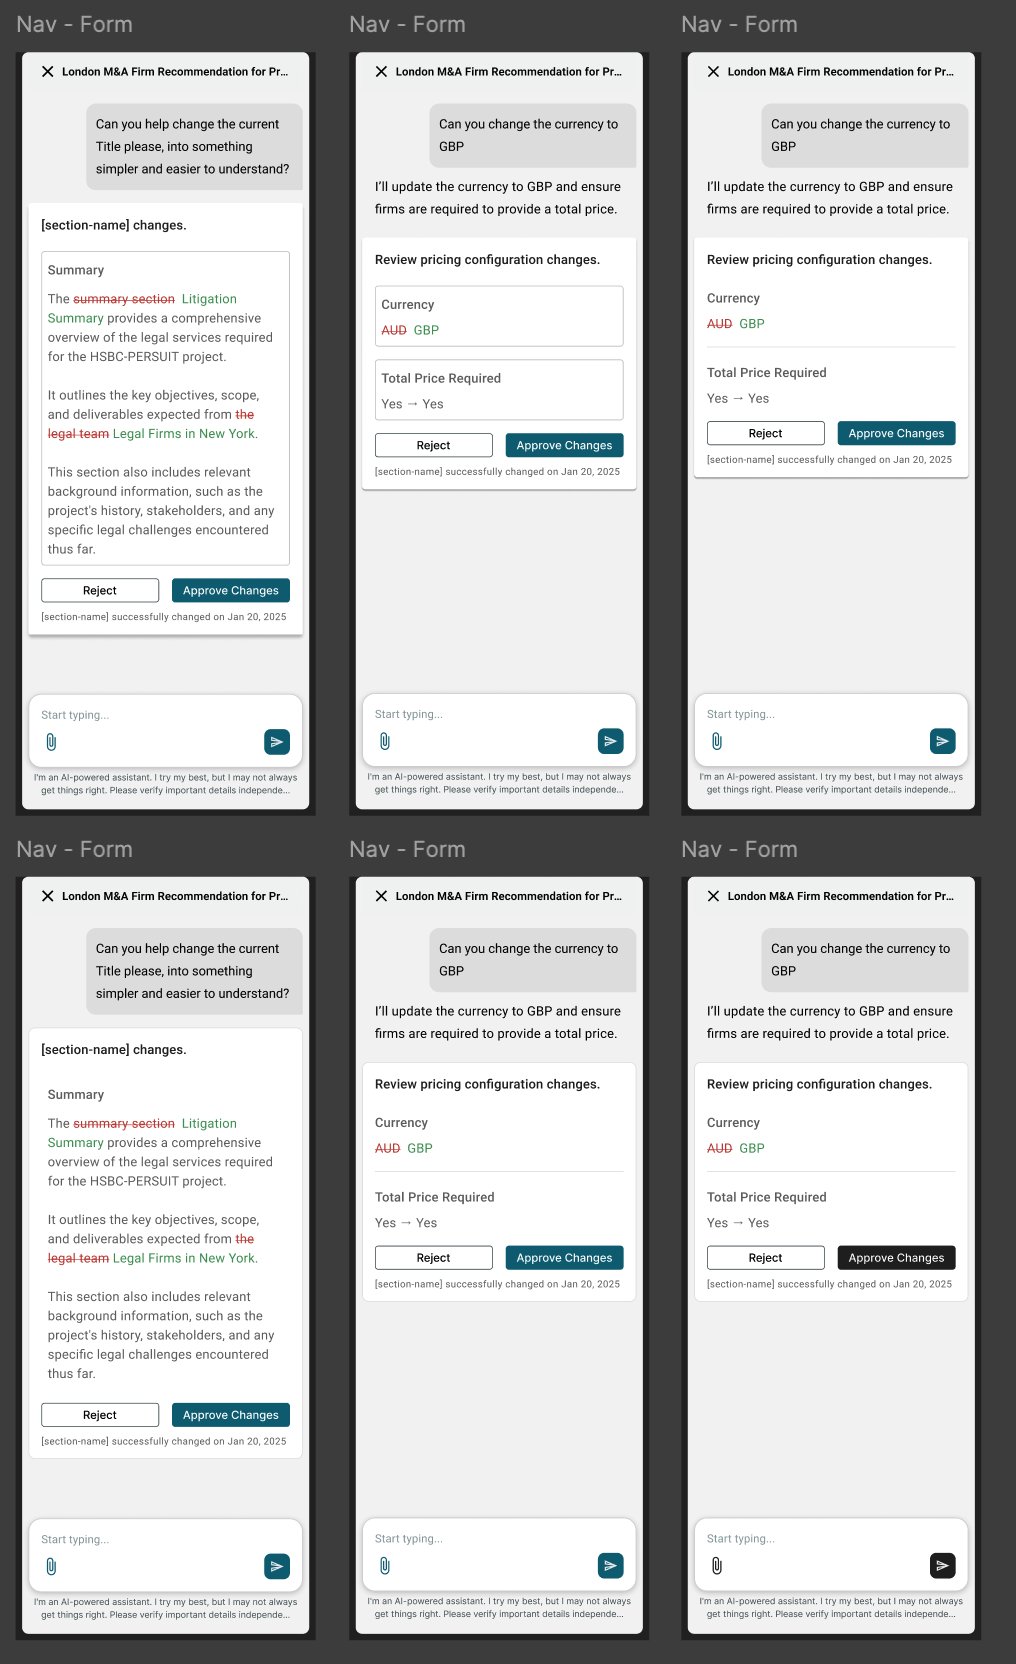 Nav - Form
London M&A Firm Recommendation for Pr...
Can you help change the current
Title please, into something
simpler and easier to understand?
[section-name] changes.
Summary
The summary section Litigation
Summary provides a comprehensive
overview of the legal services required
for the HSBC-PERSUIT project.
It outlines the key objectives, scope,
and deliverables expected from the
legal team Legal Firms in New York.
This section also includes relevant
background information, such as the
project's history, stakeholders, and any
specific legal challenges encountered
thus far.
Reject
Approve Changes
[section-name] successfully changed on Jan 20, 2025
Start typing...
I'm an AI-powered assistant. I try my best, but I may not always
get things right. Please verify important details independe...
Nav - Form
London M&A Firm Recommendation for Pr...
Can you change the currency to
GBP
I'll update the currency to GBP and ensure
firms are required to provide a total price.
Review pricing configuration changes.
Currency
AUD GBP
Total Price Required
Yes → Yes
Reject
Approve Changes
[section-name] successfully changed on Jan 20, 2025
Start typing...
I'm an AI-powered assistant. I try my best, but I may not always
get things right. Please verify important details independe...
Nav - Form
London M&A Firm Recommendation for Pr...
Can you change the currency to
GBP
I'll update the currency to GBP and ensure
firms are required to provide a total price.
Review pricing configuration changes.
Currency
AUD GBP
Total Price Required
Yes → Yes
Reject
Approve Changes
[section-name] successfully changed on Jan 20, 2025
Start typing...
I'm an AI-powered assistant. I try my best, but I may not always
get things right. Please verify important details independe...
Nav - Form
London M&A Firm Recommendation for Pr...
Can you help change the current
Title please, into something
simpler and easier to understand?
[section-name] changes.
Summary
The summary section Litigation
Summary provides a comprehensive
overview of the legal services required
for the HSBC-PERSUIT project.
It outlines the key objectives, scope,
and deliverables expected from the
legal team Legal Firms in New York.
This section also includes relevant
background information, such as the
project's history, stakeholders, and any
specific legal challenges encountered
thus far.
Reject
Approve Changes
[section-name] successfully changed on Jan 20, 2025
Start typing...
I'm an AI-powered assistant. I try my best, but I may not always
get things right. Please verify important details independe...
Nav - Form
London M&A Firm Recommendation for Pr...
Can you change the currency to
GBP
I'll update the currency to GBP and ensure
firms are required to provide a total price.
Review pricing configuration changes.
Currency
AUD GBP
Total Price Required
Yes → Yes
Reject
Approve Changes
[section-name] successfully changed on Jan 20, 2025
Start typing...
I'm an AI-powered assistant. I try my best, but I may not always
get things right. Please verify important details independe...
Nav - Form
London M&A Firm Recommendation for Pr...
Can you change the currency to
GBP
I'll update the currency to GBP and ensure
firms are required to provide a total price.
Review pricing configuration changes.
Currency
AUD GBP
Total Price Required
Yes → Yes
Reject
Approve Changes
[section-name] successfully changed on Jan 20, 2025
Start typing...
I'm an AI-powered assistant. I try my best, but I may not always
get things right. Please verify important details independe...